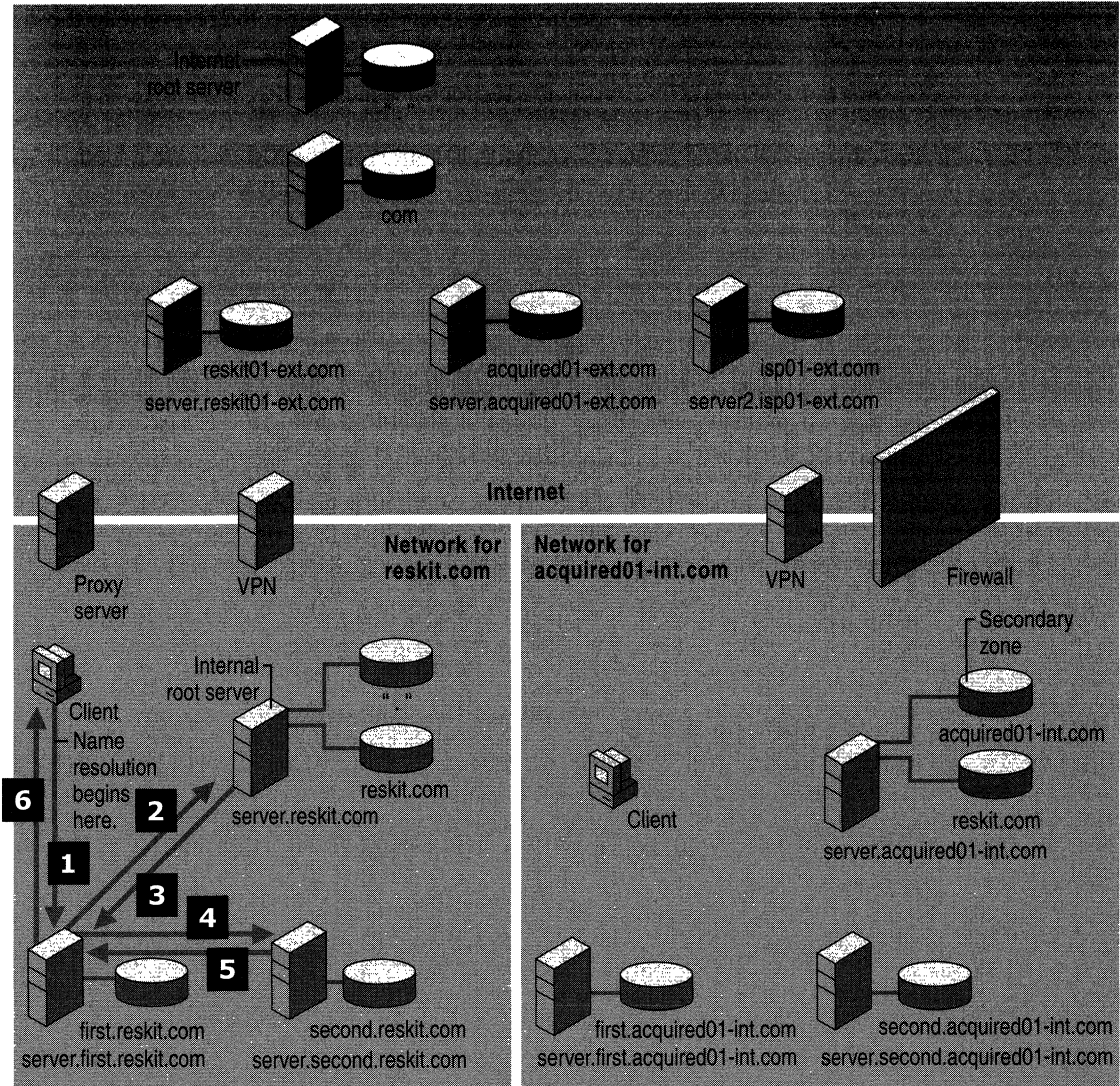 Internet
root server
“.”
com
reskit01-ext.com
server.reskit01-ext.com
acquired01-ext.com
server.acquired01-ext.com
isp01-ext.com
server2.isp01-ext.com
Internet
Proxy
server
VPN
Network for
reskit.com
Network for
acquired01-int.com
VPN
Firewall
Client
Name
resolution
begins
here.
Internal
root server
“.”
reskit.com
server.reskit.com
6
1
2
3
4
5
first.reskit.com
server.first.reskit.com
second.reskit.com
server.second.reskit.com
Secondary
zone
acquired01-int.com
reskit.com
server.acquired01-int.com
Client
first.acquired01-int.com
server.first.acquired01-int.com
second.acquired01-int.com
server.second.acquired01-int.com